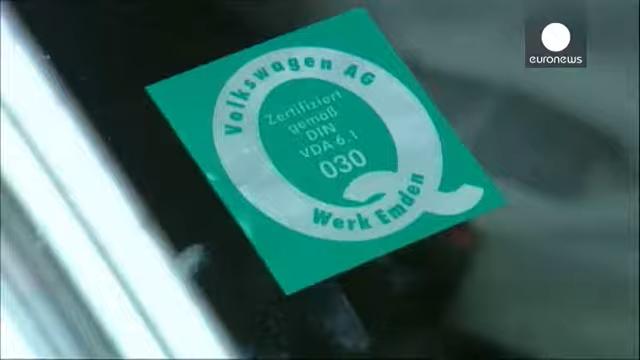 euronews
Volkswagen AG
Zertifiziert
gemäß
DIN
VDA 6.1
030
Werk Emden